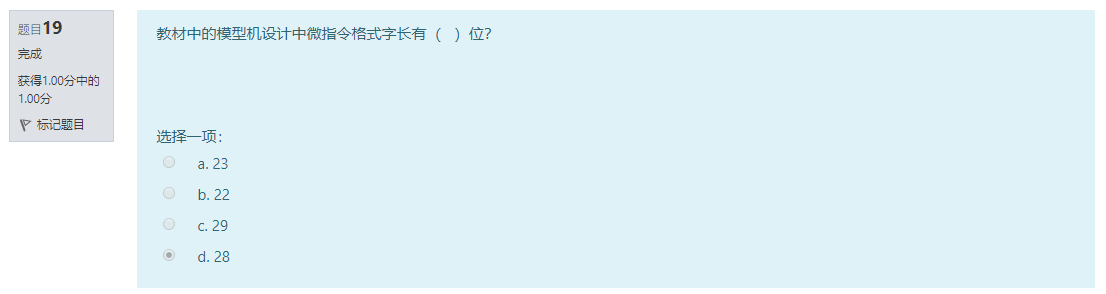 题目19
完成
获得1.00分中的
1.00分
标记题目
教材中的模型机设计中微指令格式字长有（ ）位？
选择一项：
a. 23
b. 22
c. 29
d. 28